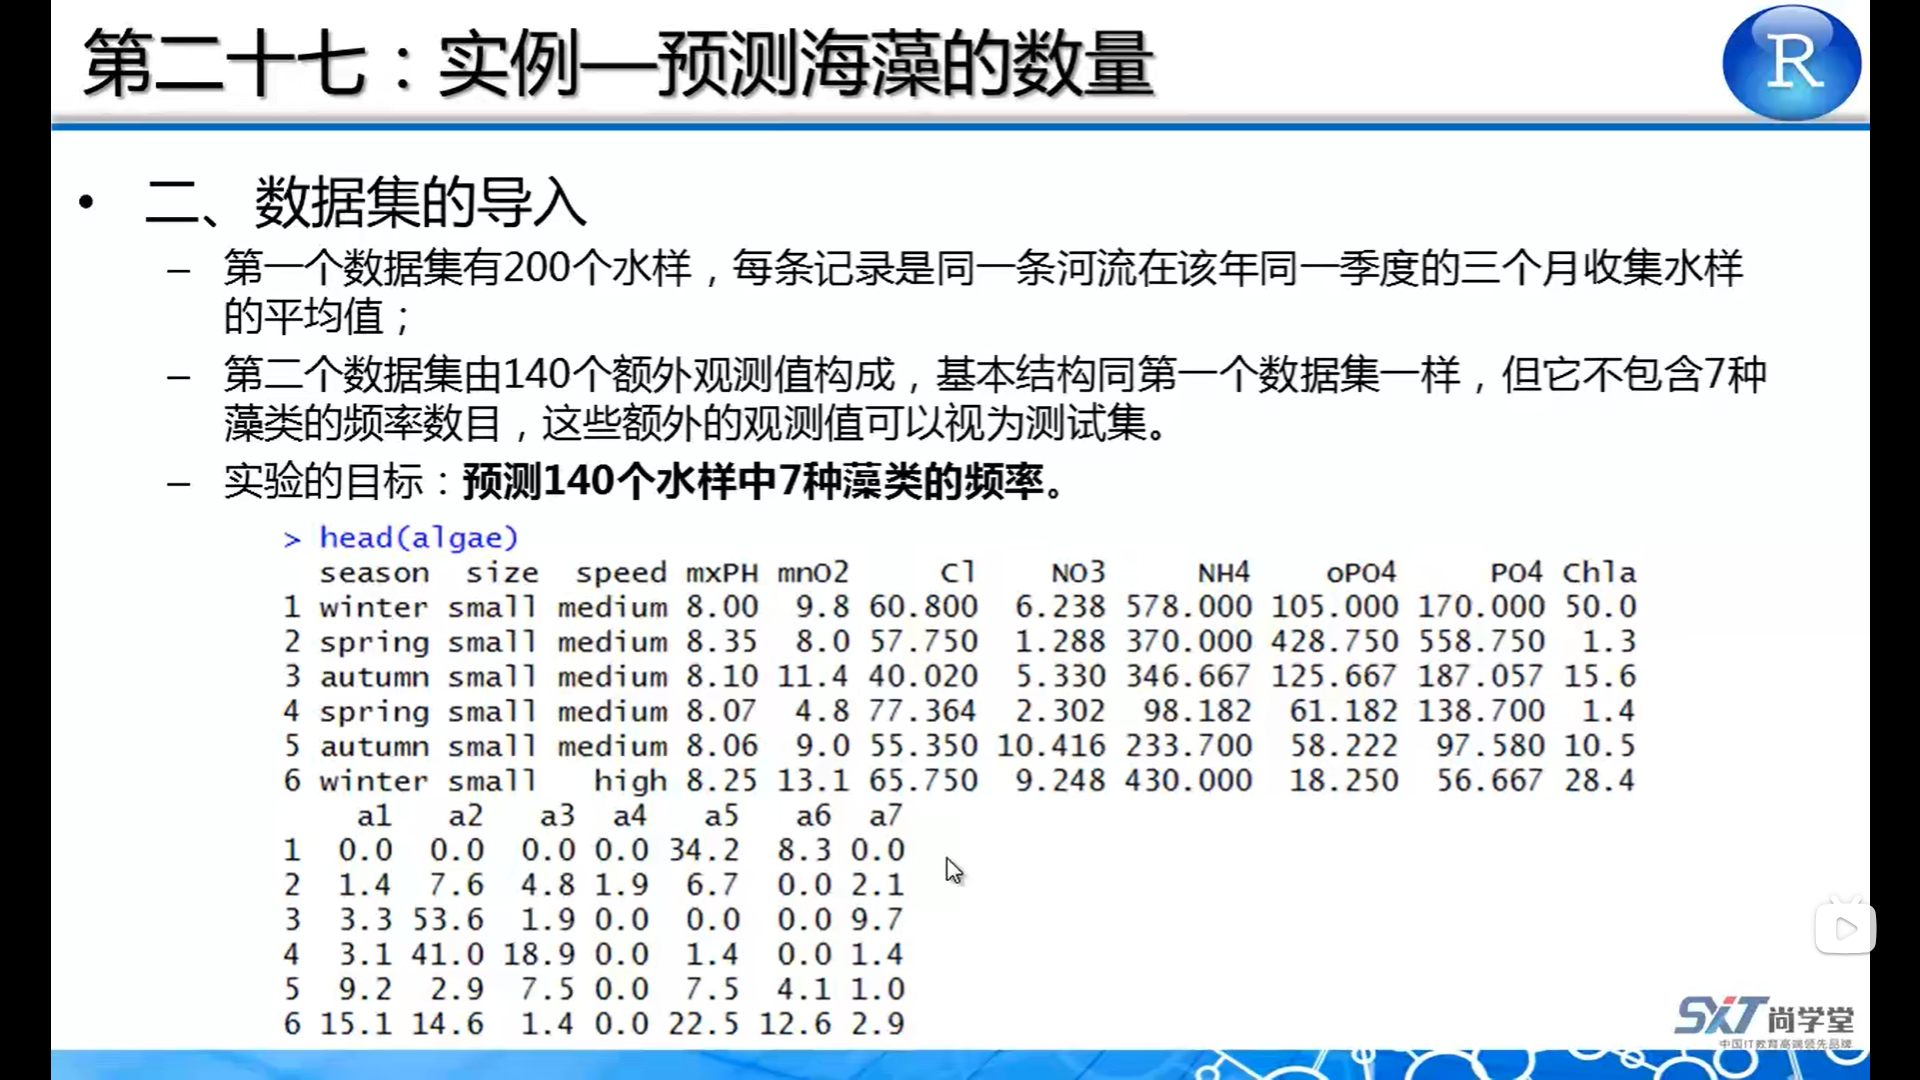 第二十七：实例—预测海藻的数量
R
• 二、数据集的导入
– 第一个数据集有200个水样，每条记录是同一条河流在该年同一季度的三个月收集水样
的平均值；
– 第二个数据集由140个额外观测值构成，基本结构同第一个数据集一样，但它不包含7种
藻类的频率数目，这些额外的观测值可以视为测试集。
– 实验的目标：预测140个水样中7种藻类的频率。
> head(algae)
season size speed mxPH mnO2 Cl NO3 NH4 oPO4 PO4 Chla
1 winter small medium 8.00 9.8 60.800 6.238 578.000 105.000 170.000 50.0
2 spring small medium 8.35 8.0 57.750 1.288 370.000 428.750 558.750 1.3
3 autumn small medium 8.10 11.4 40.020 5.330 346.667 125.667 187.057 15.6
4 spring small medium 8.07 4.8 77.364 2.302 98.182 61.182 138.700 1.4
5 autumn small medium 8.06 9.0 55.350 10.416 233.700 58.222 97.580 10.5
6 winter small high 8.25 13.1 65.750 9.248 430.000 18.250 56.667 28.4
a1 a2 a3 a4 a5 a6 a7
1 0.0 0.0 0.0 0.0 34.2 8.3 0.0
2 1.4 7.6 4.8 1.9 6.7 0.0 2.1
3 3.3 53.6 1.9 0.0 0.0 0.0 9.7
4 3.1 41.0 18.9 0.0 1.4 0.0 1.4
5 9.2 2.9 7.5 0.0 7.5 4.1 1.0
6 15.1 14.6 1.4 0.0 22.5 12.6 2.9
SXT尚学堂
中国IT教育高端领先品牌